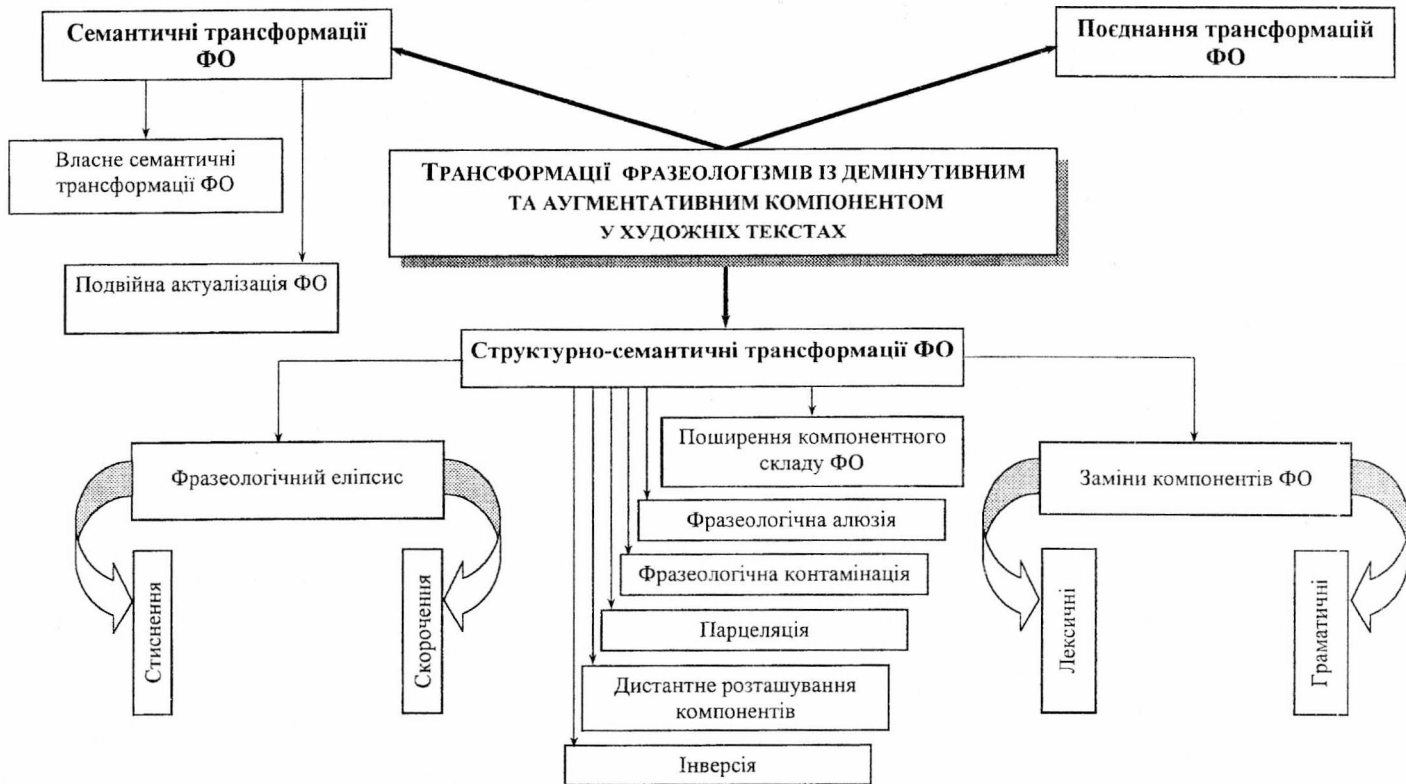 Семантичні трансформації
ФО
Поєднання трансформацій
ФО
Власне семантичні
трансформації ФО
ТРАНСФОРМАЦІЇ ФРАЗЕОЛОГІЗМІВ ІЗ ДЕМІНУТИВНИМ
ТА АУГМЕНТАТИВНИМ КОМПОНЕНТОМ
У ХУДОЖНІХ ТЕКСТАХ
Подвійна актуалізація ФО
Структурно-семантичні трансформації ФО
Фразеологічний еліпсис
Поширення компонентного
складу ФО
Заміни компонентів ФО
Фразеологічна алюзія
Фразеологічна контамінація
Парцеляція
Дистантне розташування
компонентів
Інверсія
Стиснення
Скорочення
Лексичні
Граматичні